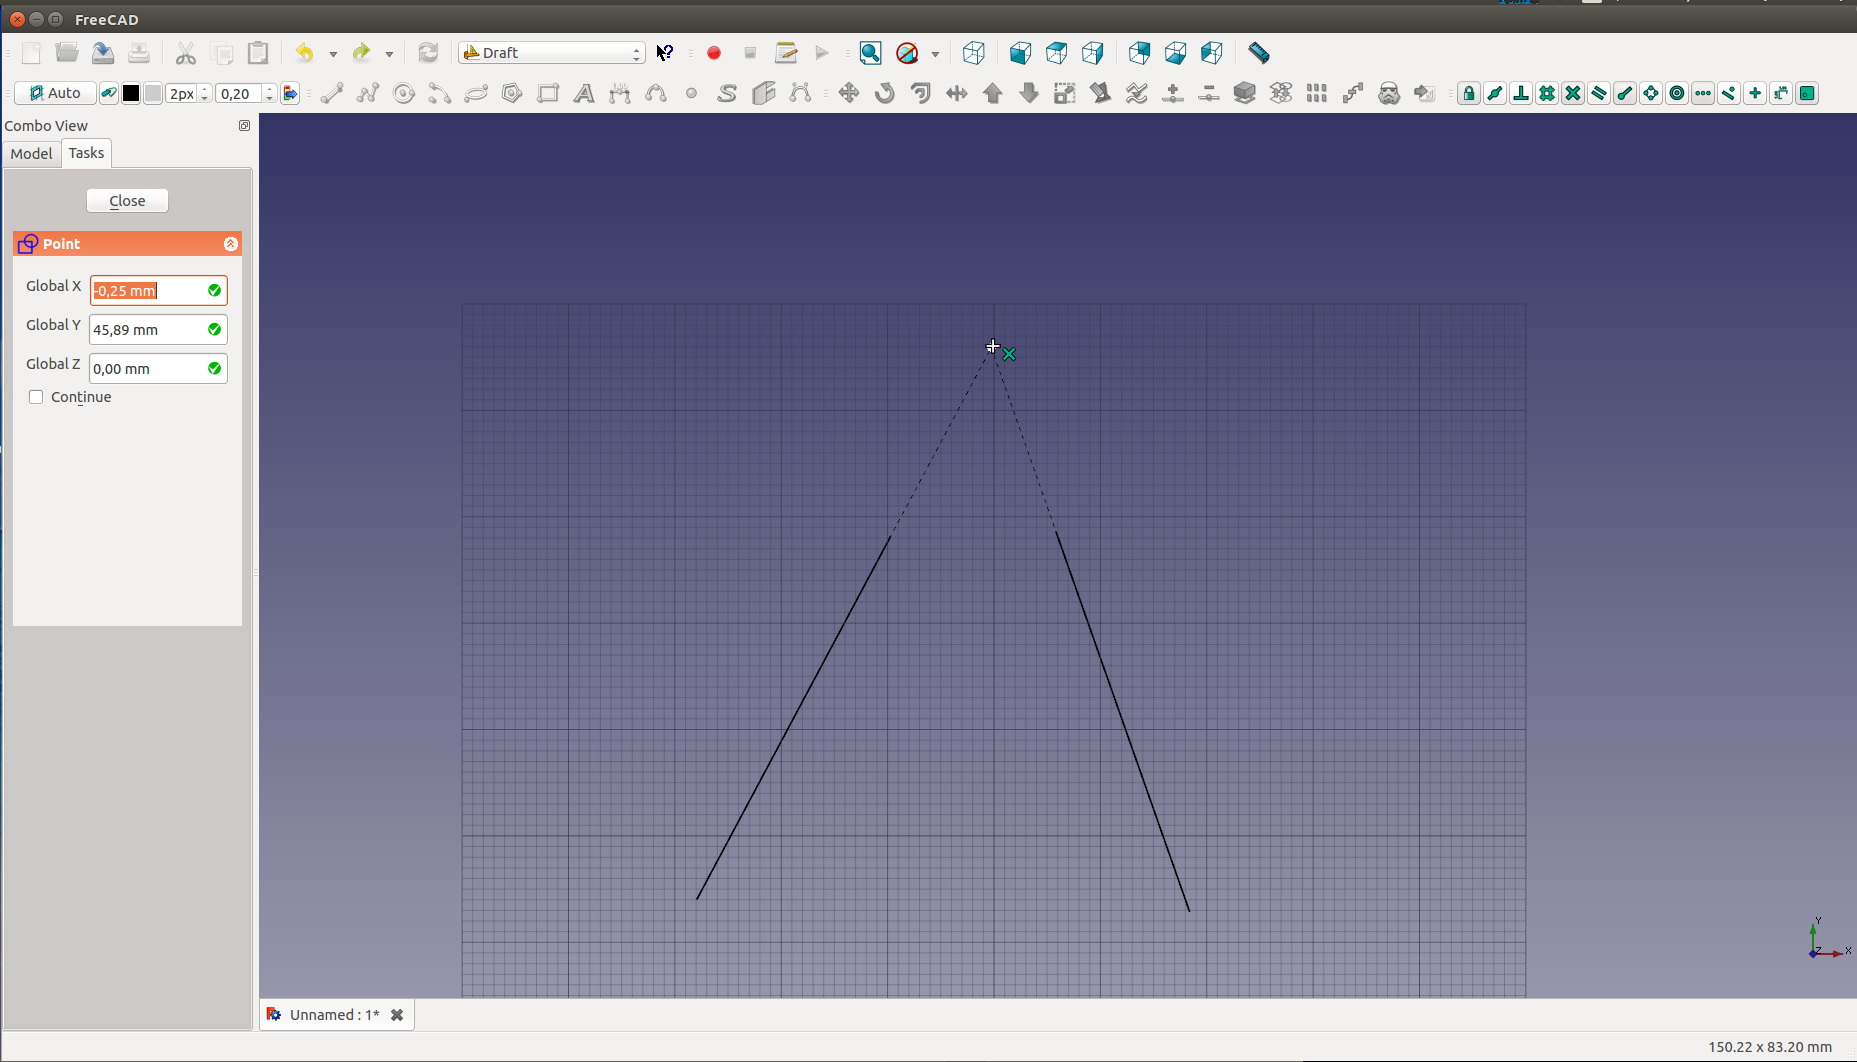 FreeCAD
Draft
Auto
2px
0,20
Combo View
Model
Tasks
Close
Point
Global X
-0,25 mm
Global Y
45,89 mm
Global Z
0,00 mm
Continue
Y
Z
X
Unnamed : 1*
150.22 x 83.20 mm